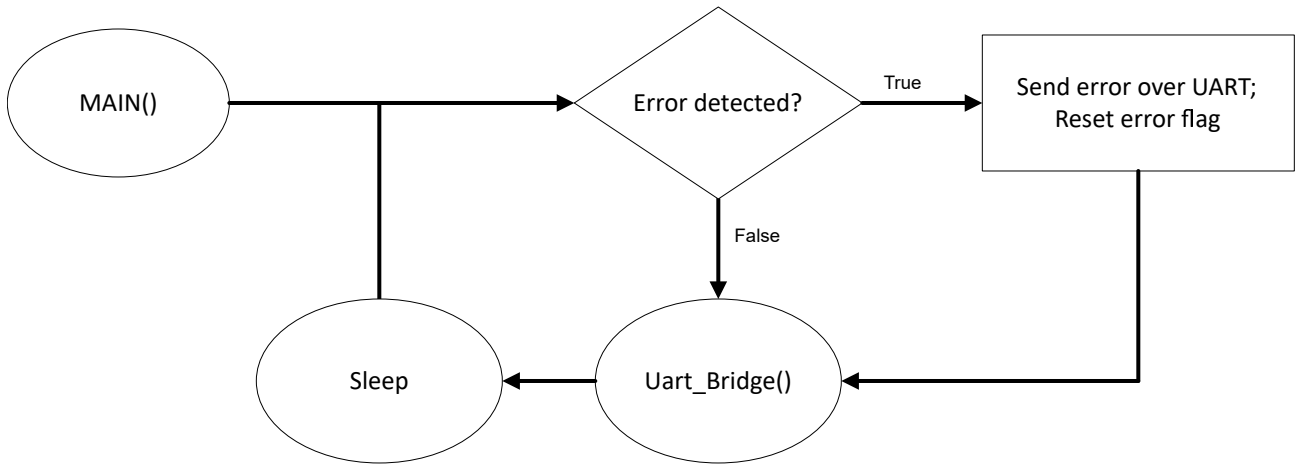 MAIN()
Error detected?
True
Send error over UART;
Reset error flag
False
Sleep
Uart_Bridge()